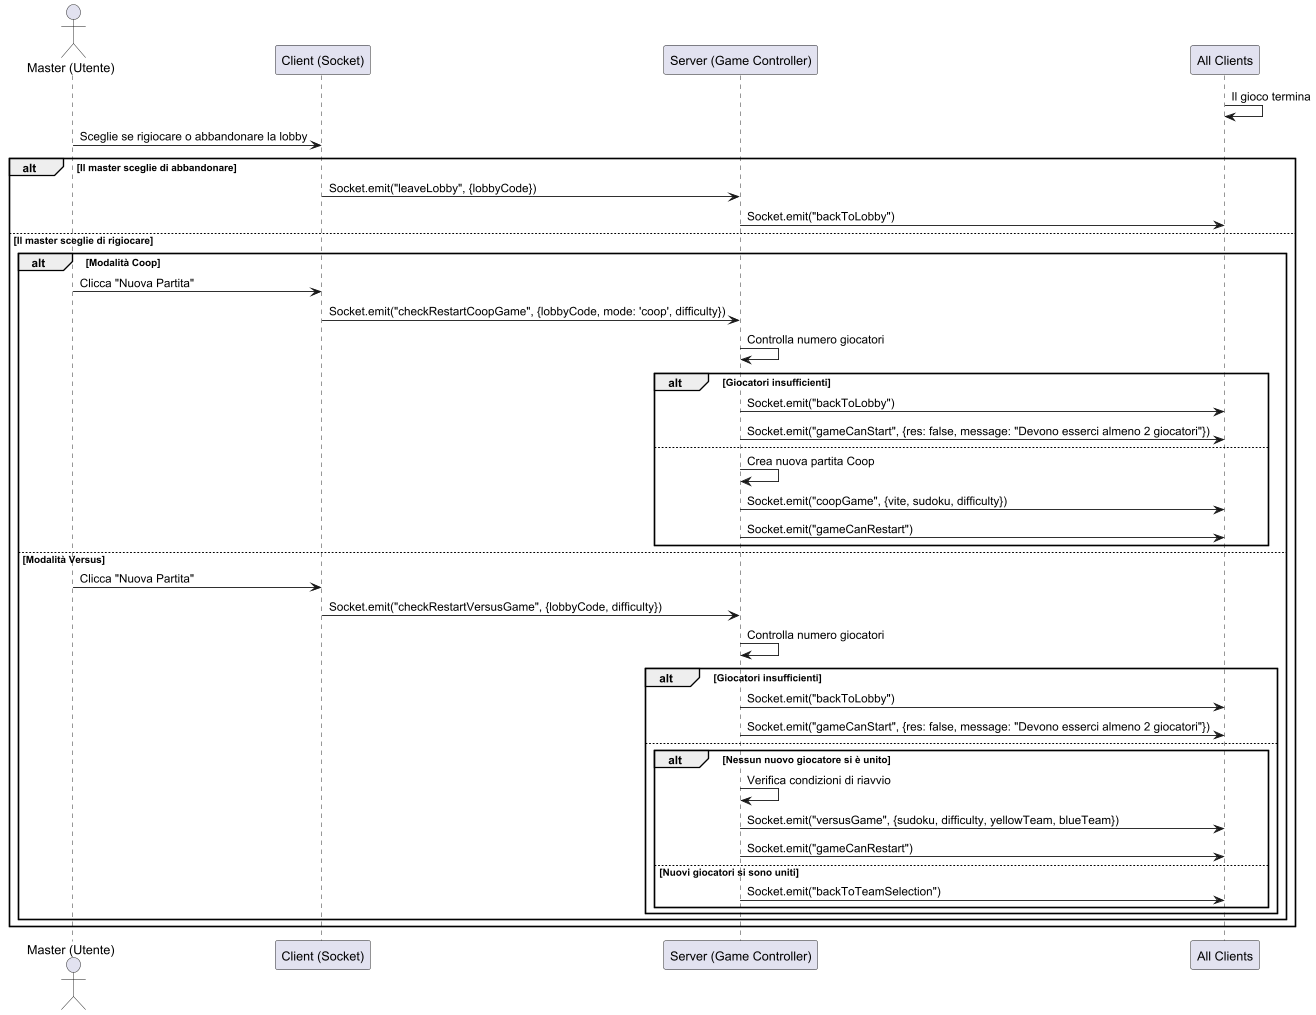 Master (Utente)
Client (Socket)
Server (Game Controller)
All Clients
Il gioco termina
Sceglie se rigiocare o abbandonare la lobby
alt [Il master sceglie di abbandonare]
Socket.emit("leaveLobby", {lobbyCode})
Socket.emit("backToLobby")
[Il master sceglie di rigiocare]
alt [Modalità Coop]
Clicca "Nuova Partita"
Socket.emit("checkRestartCoopGame", {lobbyCode, mode: 'coop', difficulty})
Controlla numero giocatori
alt [Giocatori insufficienti]
Socket.emit("backToLobby")
Socket.emit("gameCanStart", {res: false, message: "Devono esserci almeno 2 giocatori"})
Crea nuova partita Coop
Socket.emit("coopGame", {vite, sudoku, difficulty})
Socket.emit("gameCanRestart")
[Modalità Versus]
Clicca "Nuova Partita"
Socket.emit("checkRestartVersusGame", {lobbyCode, difficulty})
Controlla numero giocatori
alt [Giocatori insufficienti]
Socket.emit("backToLobby")
Socket.emit("gameCanStart", {res: false, message: "Devono esserci almeno 2 giocatori"})
alt [Nessun nuovo giocatore si è unito]
Verifica condizioni di riavvio
Socket.emit("versusGame", {sudoku, difficulty, yellowTeam, blueTeam})
Socket.emit("gameCanRestart")
[Nuovi giocatori si sono uniti]
Socket.emit("backToTeamSelection")
Master (Utente)
Client (Socket)
Server (Game Controller)
All Clients